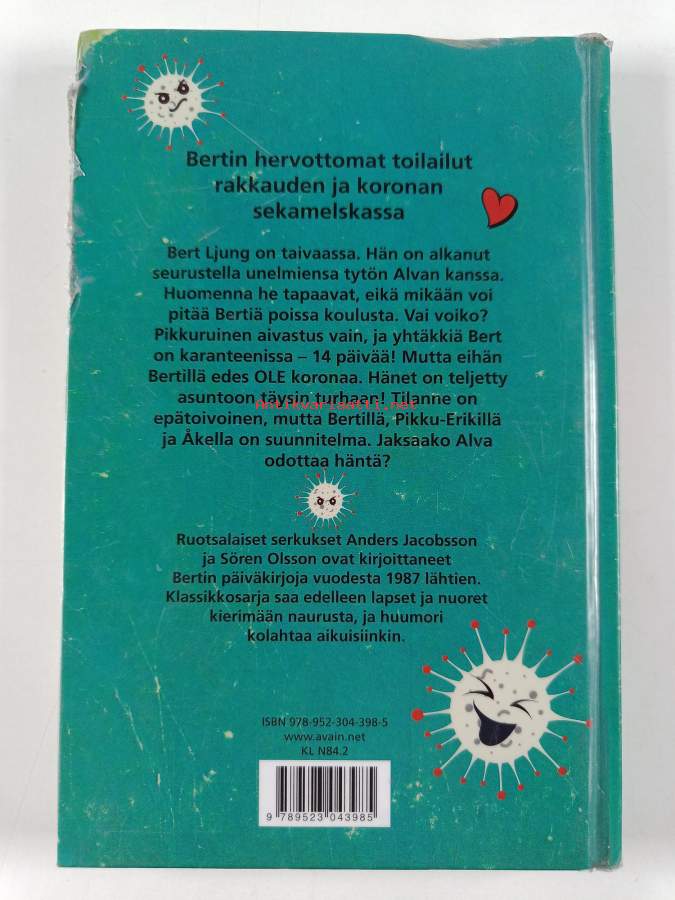 Bertin hervottomat toilailut
rakkauden ja koronan
sekamelskassa
Bert Ljung on taivaassa. Hän on alkanut
seurustella unelmiensa tytön Alvan kanssa.
Huomenna he tapaavat, eikä mikään voi
pitää Bertiä poissa koulusta. Vai voiko?
Pikkuruinen aivastus vain, ja yhtäkkiä Bert
on karanteenissa – 14 päivää! Mutta eihän
Bertillä edes OLE koronaa. Hänet on teljetty
asuntoon täysin turhaan! Tilanne on
Antikvariaatti.net
epätoivoinen, mutta Bertillä, Pikku-Erikillä
ja Åkella on suunnitelma. Jaksaako Alva
odottaa häntä?
Ruotsalaiset serkukset Anders Jacobsson
ja Sören Olsson ovat kirjoittaneet
Bertin päiväkirjoja vuodesta 1987 lähtien.
Klassikkosarja saa edelleen lapset ja nuoret
kierimään naurusta, ja huumori
kolahtaa aikuisiinkin.
ISBN 978-952-304-398-5
www.avain.net
KL N84.2
9 789523 043985